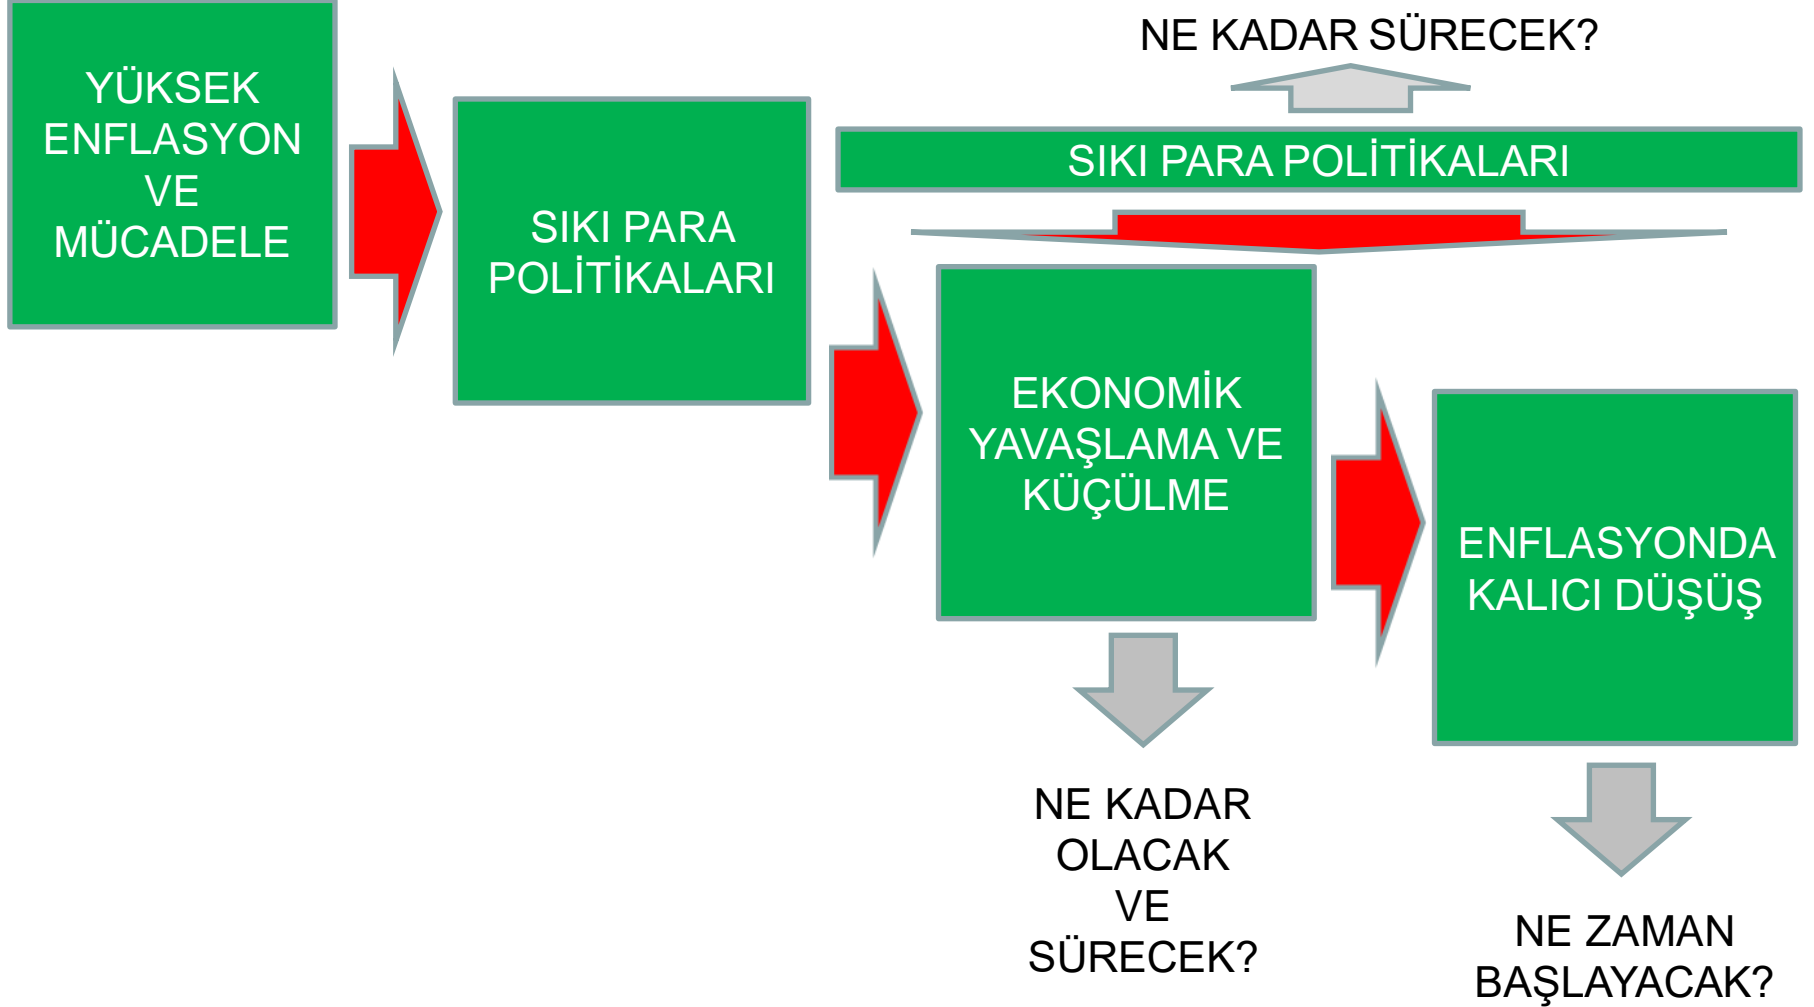 YÜKSEK
ENFLASYON
VE
MÜCADELE
SIKI PARA
POLİTİKALARI
NE KADAR SÜRECEK?
SIKI PARA POLİTİKALARI
EKONOMİK
YAVAŞLAMA VE
KÜÇÜLME
ENFLASYONDA
KALICI DÜŞÜŞ
NE KADAR
OLACAK
VE
SÜRECEK?
NE ZAMAN
BAŞLAYACAK?